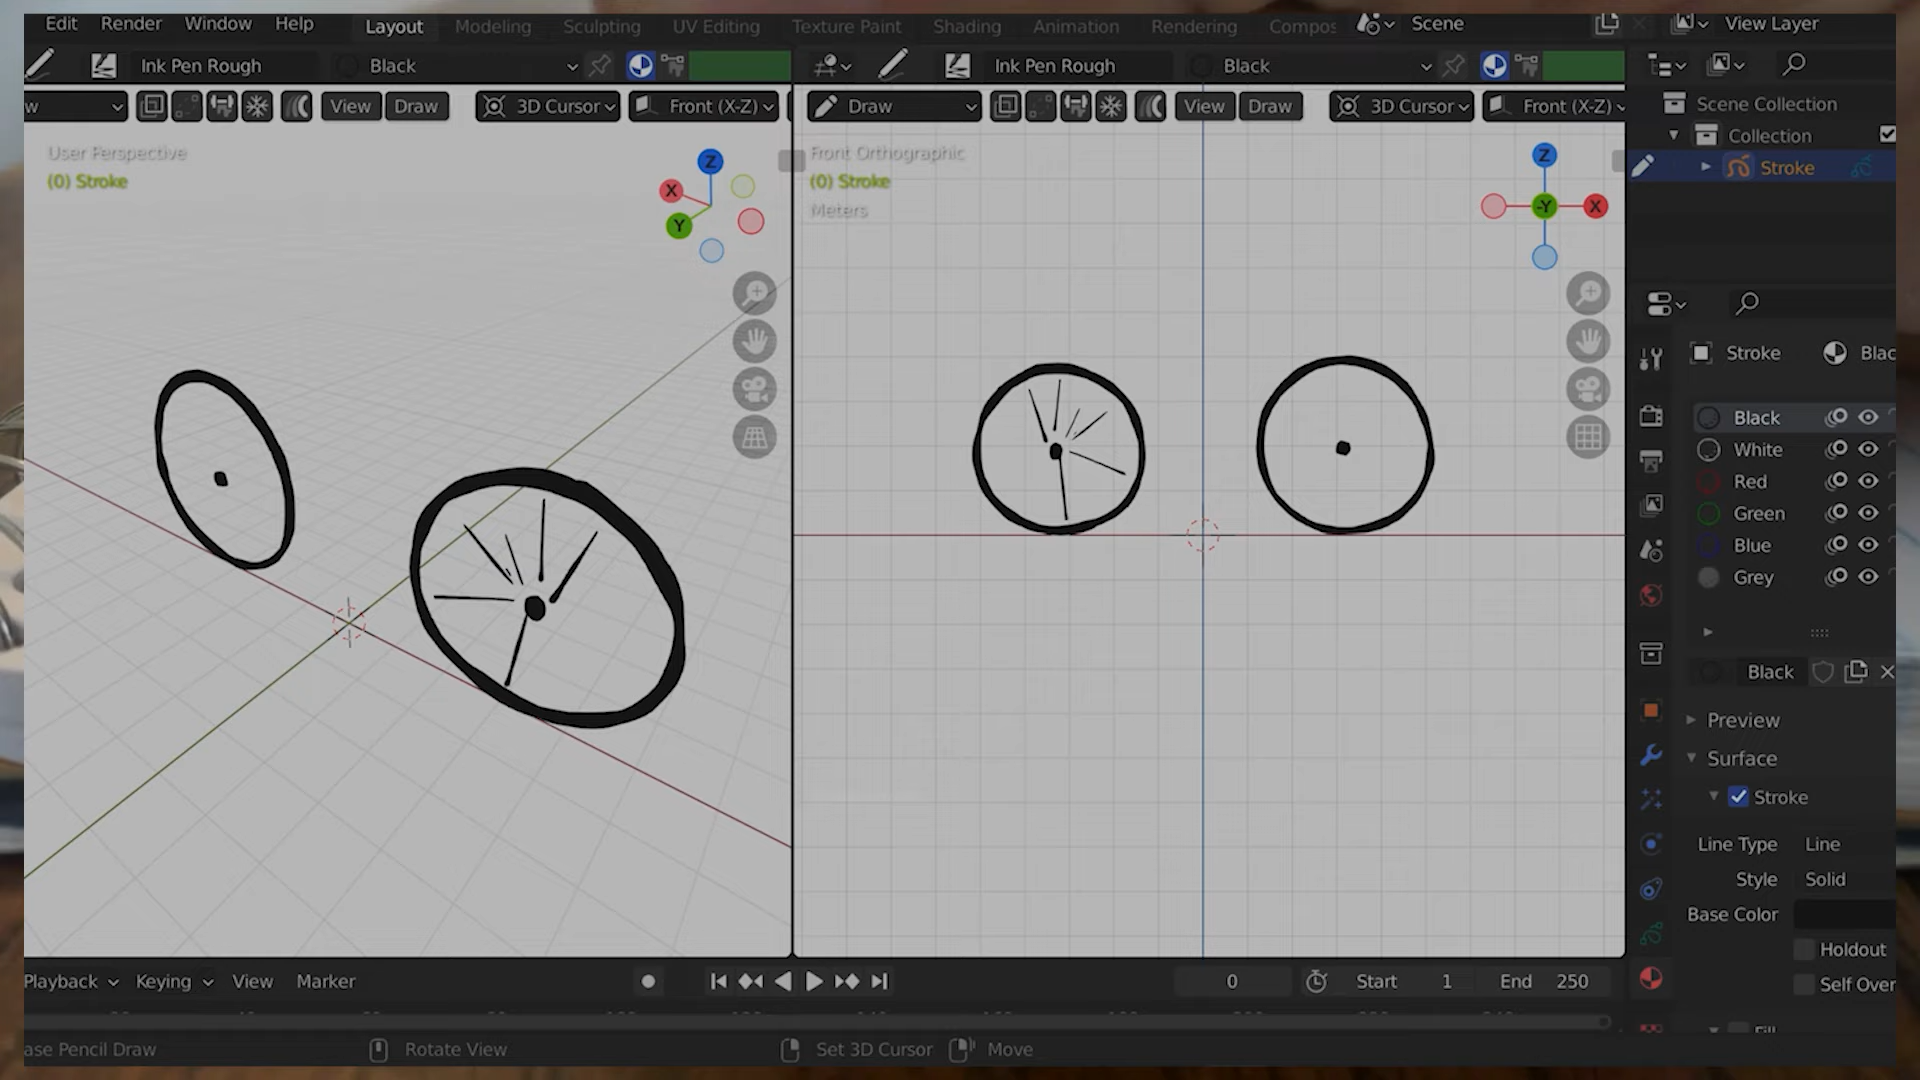 Edit Render Window Help Layout Modeling Sculpting UV Editing Texture Paint Shading Animation Rendering Compos Scene View Layer
Ink Pen Rough Black Ink Pen Rough Black
w View Draw 3D Cursor Front (X-Z) Draw View Draw 3D Cursor Front (X-Z)
User Perspective
(0) Stroke
Z
X
Y
Front Orthographic
(0) Stroke
Meters
Z
-Y X
Scene Collection
Collection
Stroke
Stroke Blac
Black
White
Red
Green
Blue
Grey
Black
Preview
Surface
Stroke
Line Type Line
Style Solid
Base Color
Holdout
Self Over
Playback Keying View Marker 0 Start 1 End 250
ase Pencil Draw Rotate View Set 3D Cursor Move